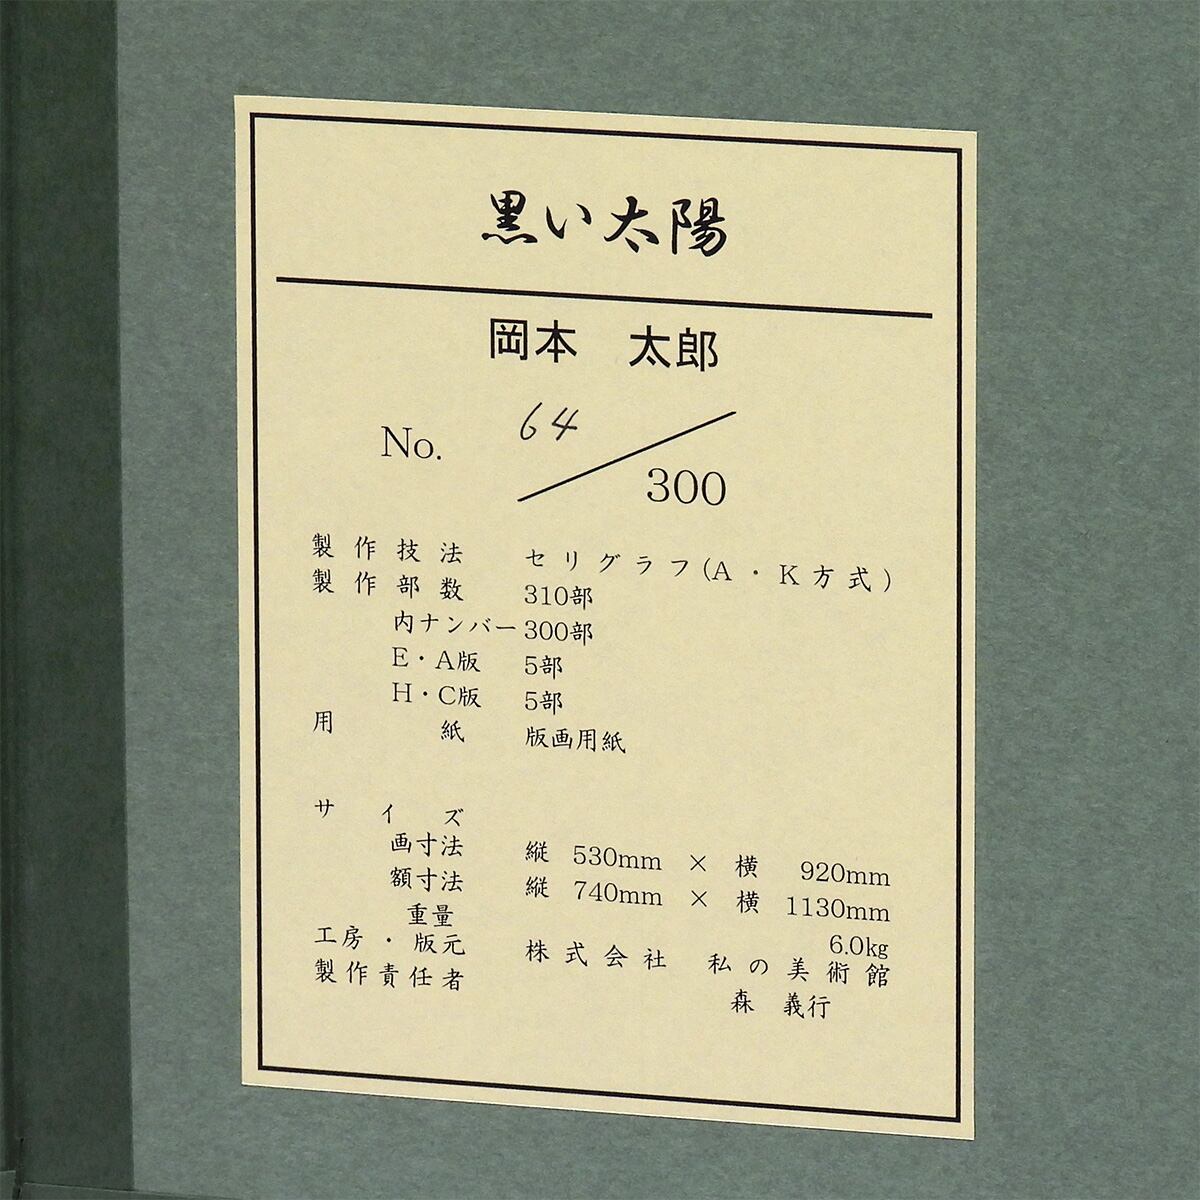 黒い太陽
岡本　太郎
No. 64/300
製作技法 セリグラフ(A・K方式)
製作部数 310部
内ナンバー 300部
E・A版 5部
H・C版 5部
用紙 版画用紙
サイズ
画寸法 縦 530mm × 横 920mm
額寸法 縦 740mm × 横 1130mm
重量 6.0kg
工房・版元 株式会社 私の美術館
製作責任者 森 義行